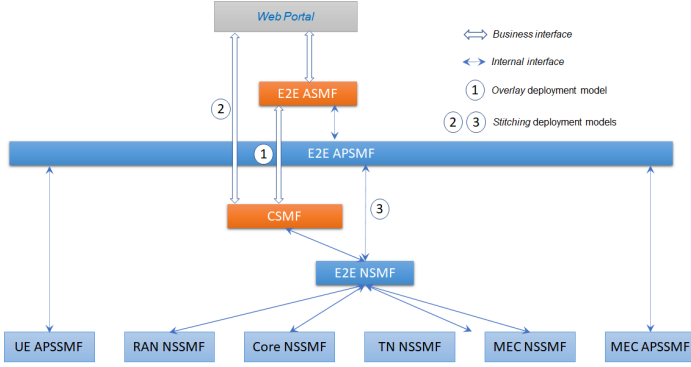 Web Portal
Business interface
Internal interface
1 Overlay deployment model
2 3 Stitching deployment models
E2E ASMF
2
1
E2E APSMF
CSMF
3
E2E NSMF
UE APSSMF
RAN NSSMF
Core NSSMF
TN NSSMF
MEC NSSMF
MEC APSSMF